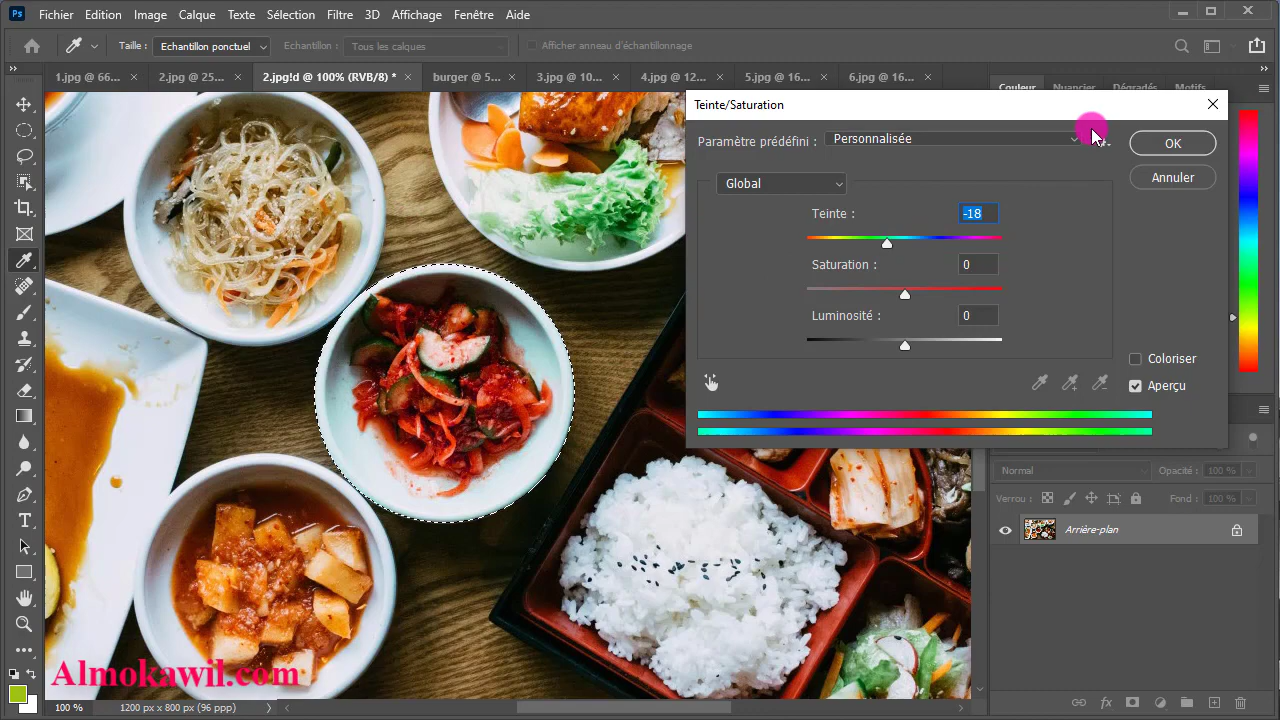 Ps Fichier Edition Image Calque Texte Sélection Filtre 3D Affichage Fenêtre Aide
Taille : Echantillon ponctuel Echantillon : Tous les calques Afficher anneau d'échantillonnage
1.jpg @ 66... 2.jpg @ 25... 2.jpg!d @ 100% (RVB/8) * burger @ 5... 3.jpg @ 10... 4.jpg @ 12... 5.jpg @ 16... 6.jpg @ 16...
Couleur Nuancier Dégradés Motifs
Teinte/Saturation
Paramètre prédéfini : Personnalisée
OK
Global
Annuler
Teinte : -18
Saturation : 0
Luminosité : 0
Coloriser
Aperçu
Normal Opacité : 100 %
Verrou : Fond : 100 %
Arrière-plan
Almokawil.com
100 % 1200 px x 800 px (96 ppp)
fx